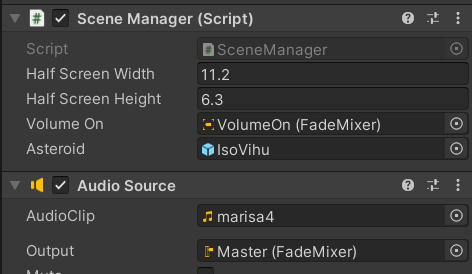 Scene Manager (Script)
Script SceneManager
Half Screen Width 11.2
Half Screen Height 6.3
Volume On VolumeOn (FadeMixer)
Asteroid IsoVihu
Audio Source
AudioClip marisa4
Output Master (FadeMixer)
Mute